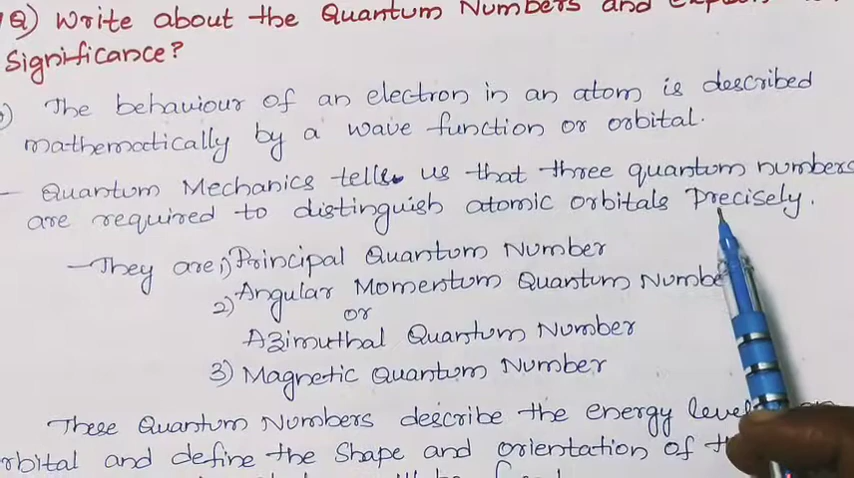 Q) Write about the Quantum Numbers and
Significance?
The behaviour of an electron in an atom is described
mathematically by a wave function or orbital.
- Quantum Mechanics tells us that three quantum numbers
are required to distinguish atomic orbitals Precisely.
- They are 1) Principal Quantum Number
2) Angular Momentum Quantum Number
or
Azimuthal Quantum Number
3) Magnetic Quantum Number
These Quantum Numbers describe the energy level
orbital and define the Shape and orientation of